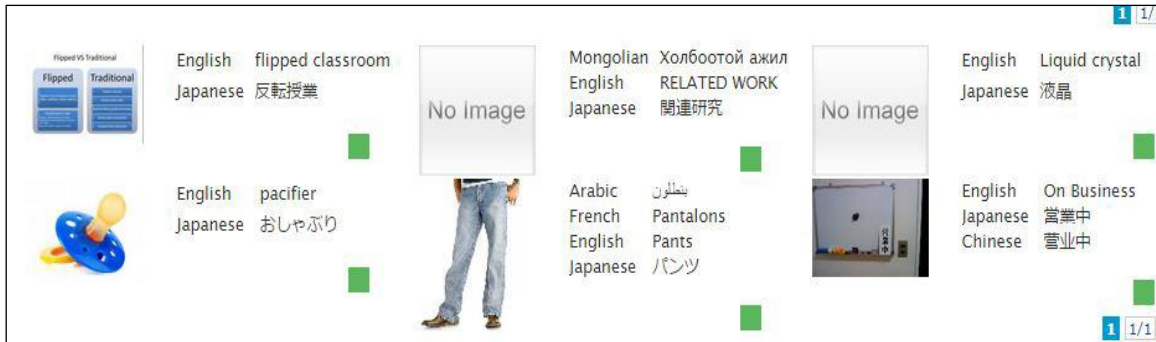 1 1/
Flipped VS Traditional
Flipped Traditional
English flipped classroom
Japanese 反転授業
No Image
Mongolian Холбоотой ажил
English RELATED WORK
Japanese 関連研究
No Image
English Liquid crystal
Japanese 液晶
English pacifier
Japanese おしゃぶり
Arabic بنطلون
French Pantalons
English Pants
Japanese パンツ
English On Business
Japanese 営業中
Chinese 营业中
1 1/1